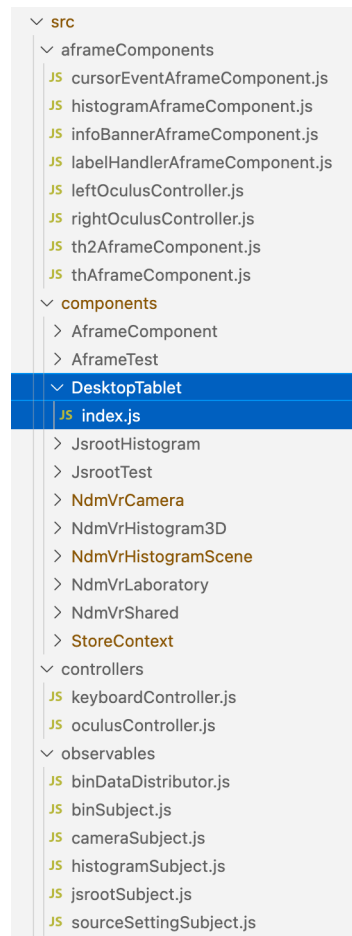 src
aframeComponents
JS cursorEventAframeComponent.js
JS histogramAframeComponent.js
JS infoBannerAframeComponent.js
JS labelHandlerAframeComponent.js
JS leftOculusController.js
JS rightOculusController.js
JS th2AframeComponent.js
JS thAframeComponent.js
components
AframeComponent
AframeTest
DesktopTablet
JS index.js
JsrootHistogram
JsrootTest
NdmVrCamera
NdmVrHistogram3D
NdmVrHistogramScene
NdmVrLaboratory
NdmVrShared
StoreContext
controllers
JS keyboardController.js
JS oculusController.js
observables
JS binDataDistributor.js
JS binSubject.js
JS cameraSubject.js
JS histogramSubject.js
JS jsrootSubject.js
JS sourceSettingSubject.js